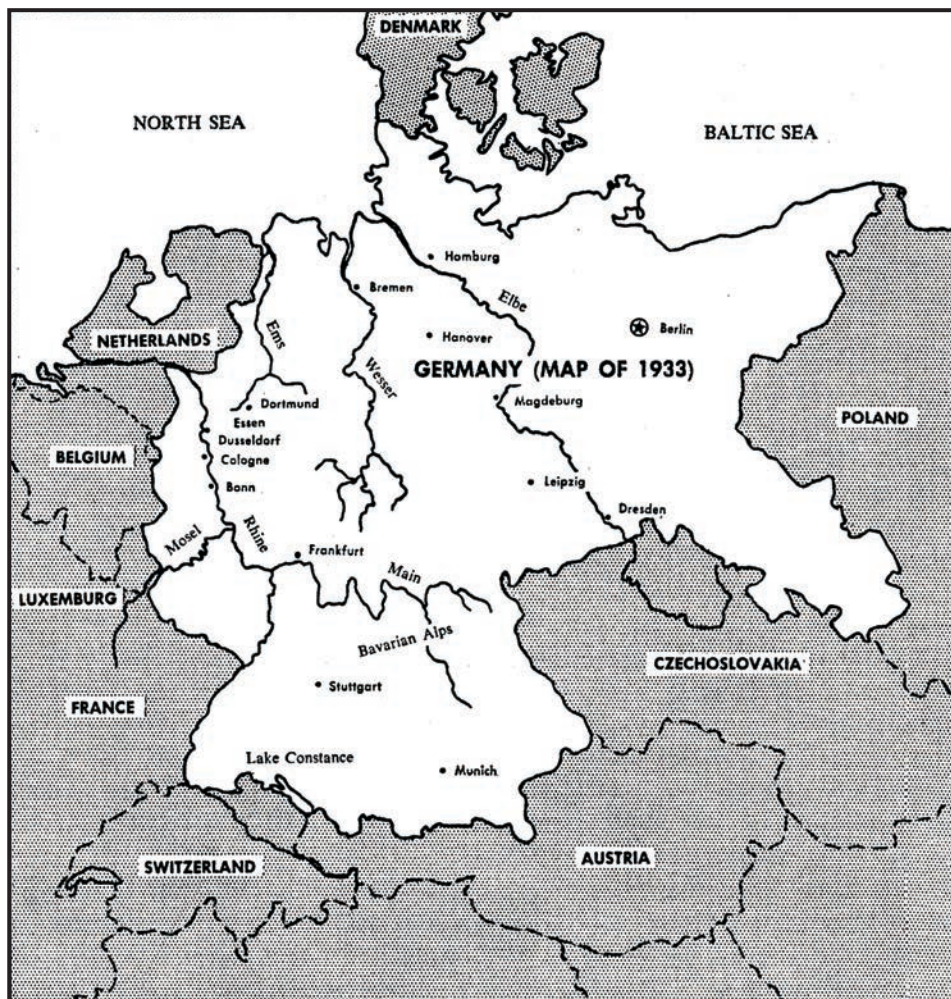 DENMARK
NORTH SEA
BALTIC SEA
Homburg
Bremen
Elbe
Berlin
NETHERLANDS
Ems
Hanover
Wesser
GERMANY (MAP OF 1933)
Magdeburg
Dortmund
Essen
Dusseldorf
POLAND
BELGIUM
Cologne
Bonn
Leipzig
Dresden
Mosel
Rhine
Frankfurt
Main
LUXEMBURG
Bavarian Alps
CZECHOSLOVAKIA
Stuttgart
FRANCE
Lake Constance
Munich
SWITZERLAND
AUSTRIA